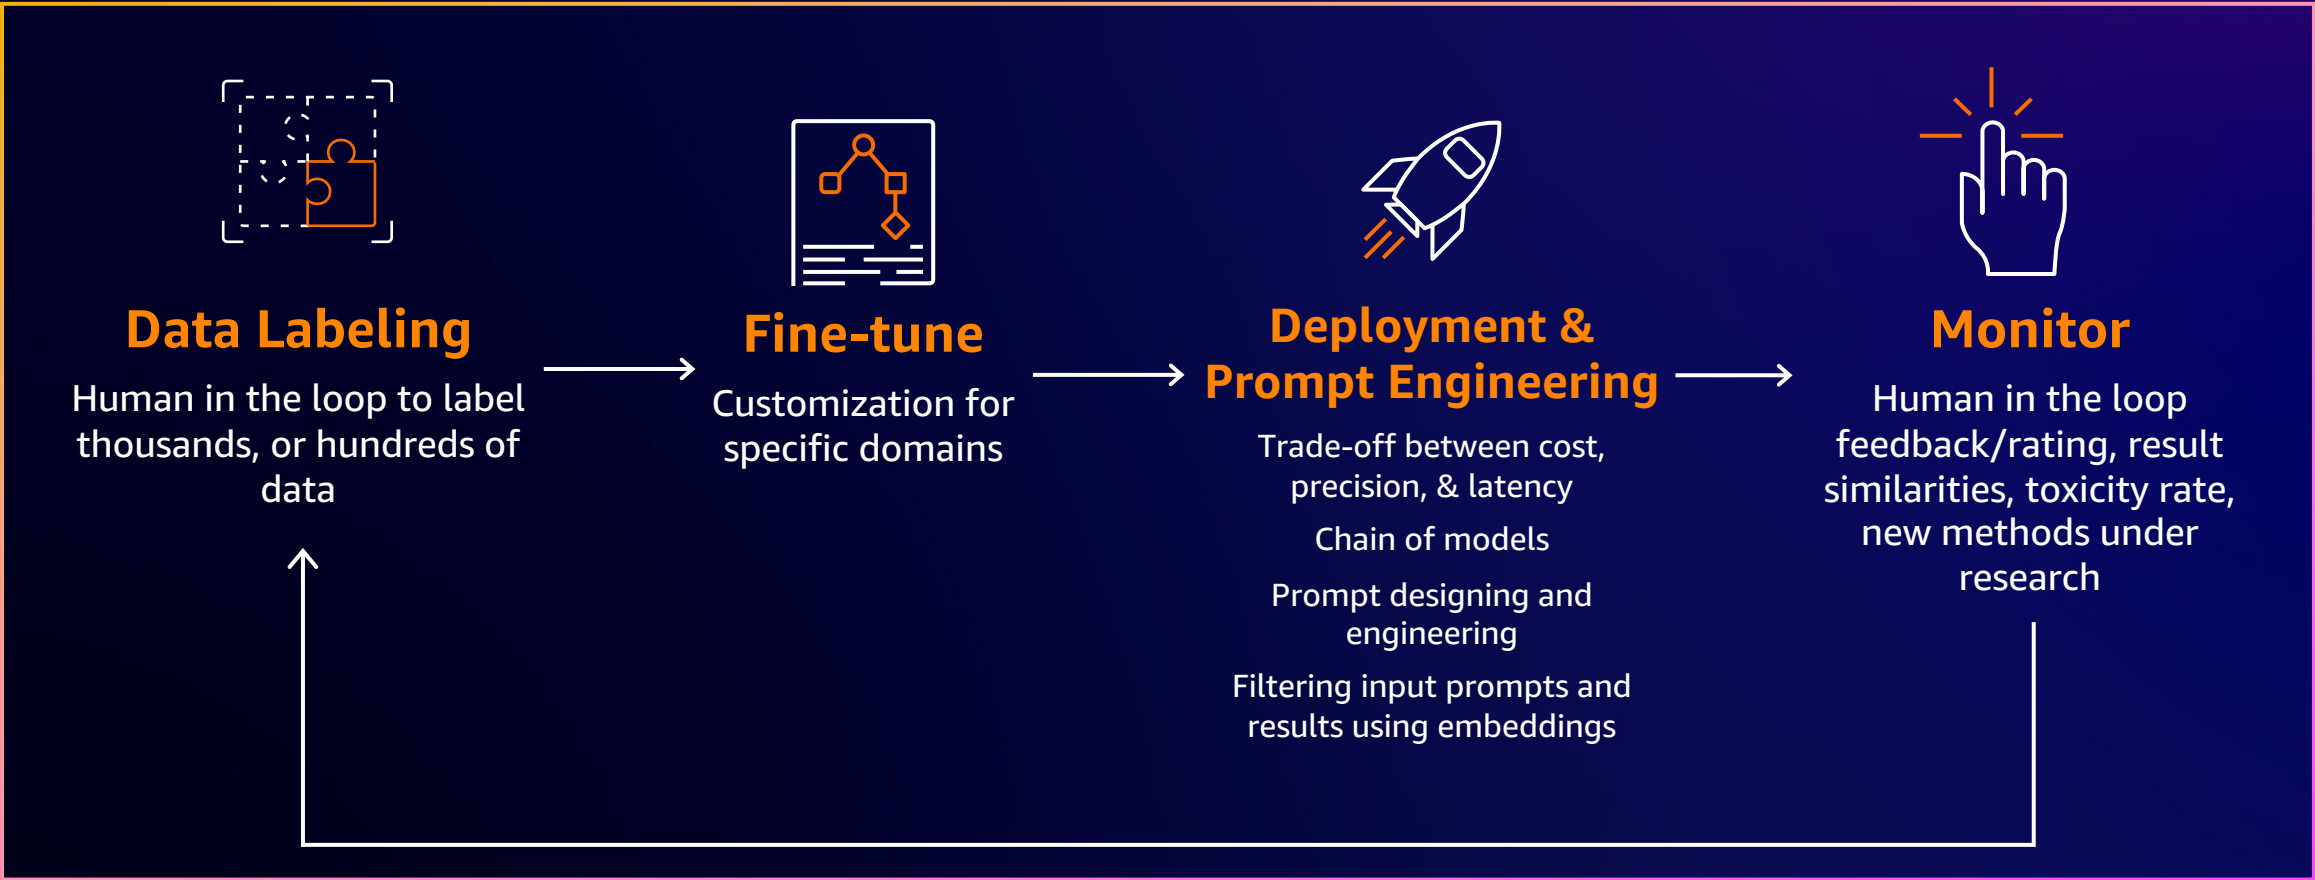 Data Labeling
Human in the loop to label
thousands, or hundreds of
data
Fine-tune
Customization for
specific domains
Deployment &
Prompt Engineering
Trade-off between cost,
precision, & latency
Chain of models
Prompt designing and
engineering
Filtering input prompts and
results using embeddings
Monitor
Human in the loop
feedback/rating, result
similarities, toxicity rate,
new methods under
research